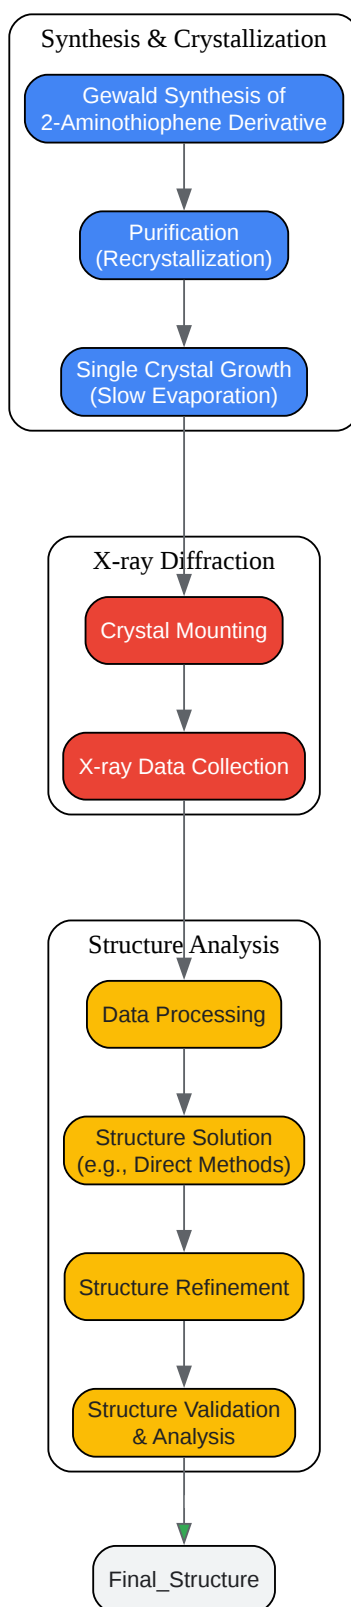 Synthesis & Crystallization
Gewald Synthesis of
2-Aminothiophene Derivative
Purification
(Recrystallization)
Single Crystal Growth
(Slow Evaporation)
X-ray Diffraction
Crystal Mounting
X-ray Data Collection
Structure Analysis
Data Processing
Structure Solution
(e.g., Direct Methods)
Structure Refinement
Structure Validation
& Analysis
Final_Structure